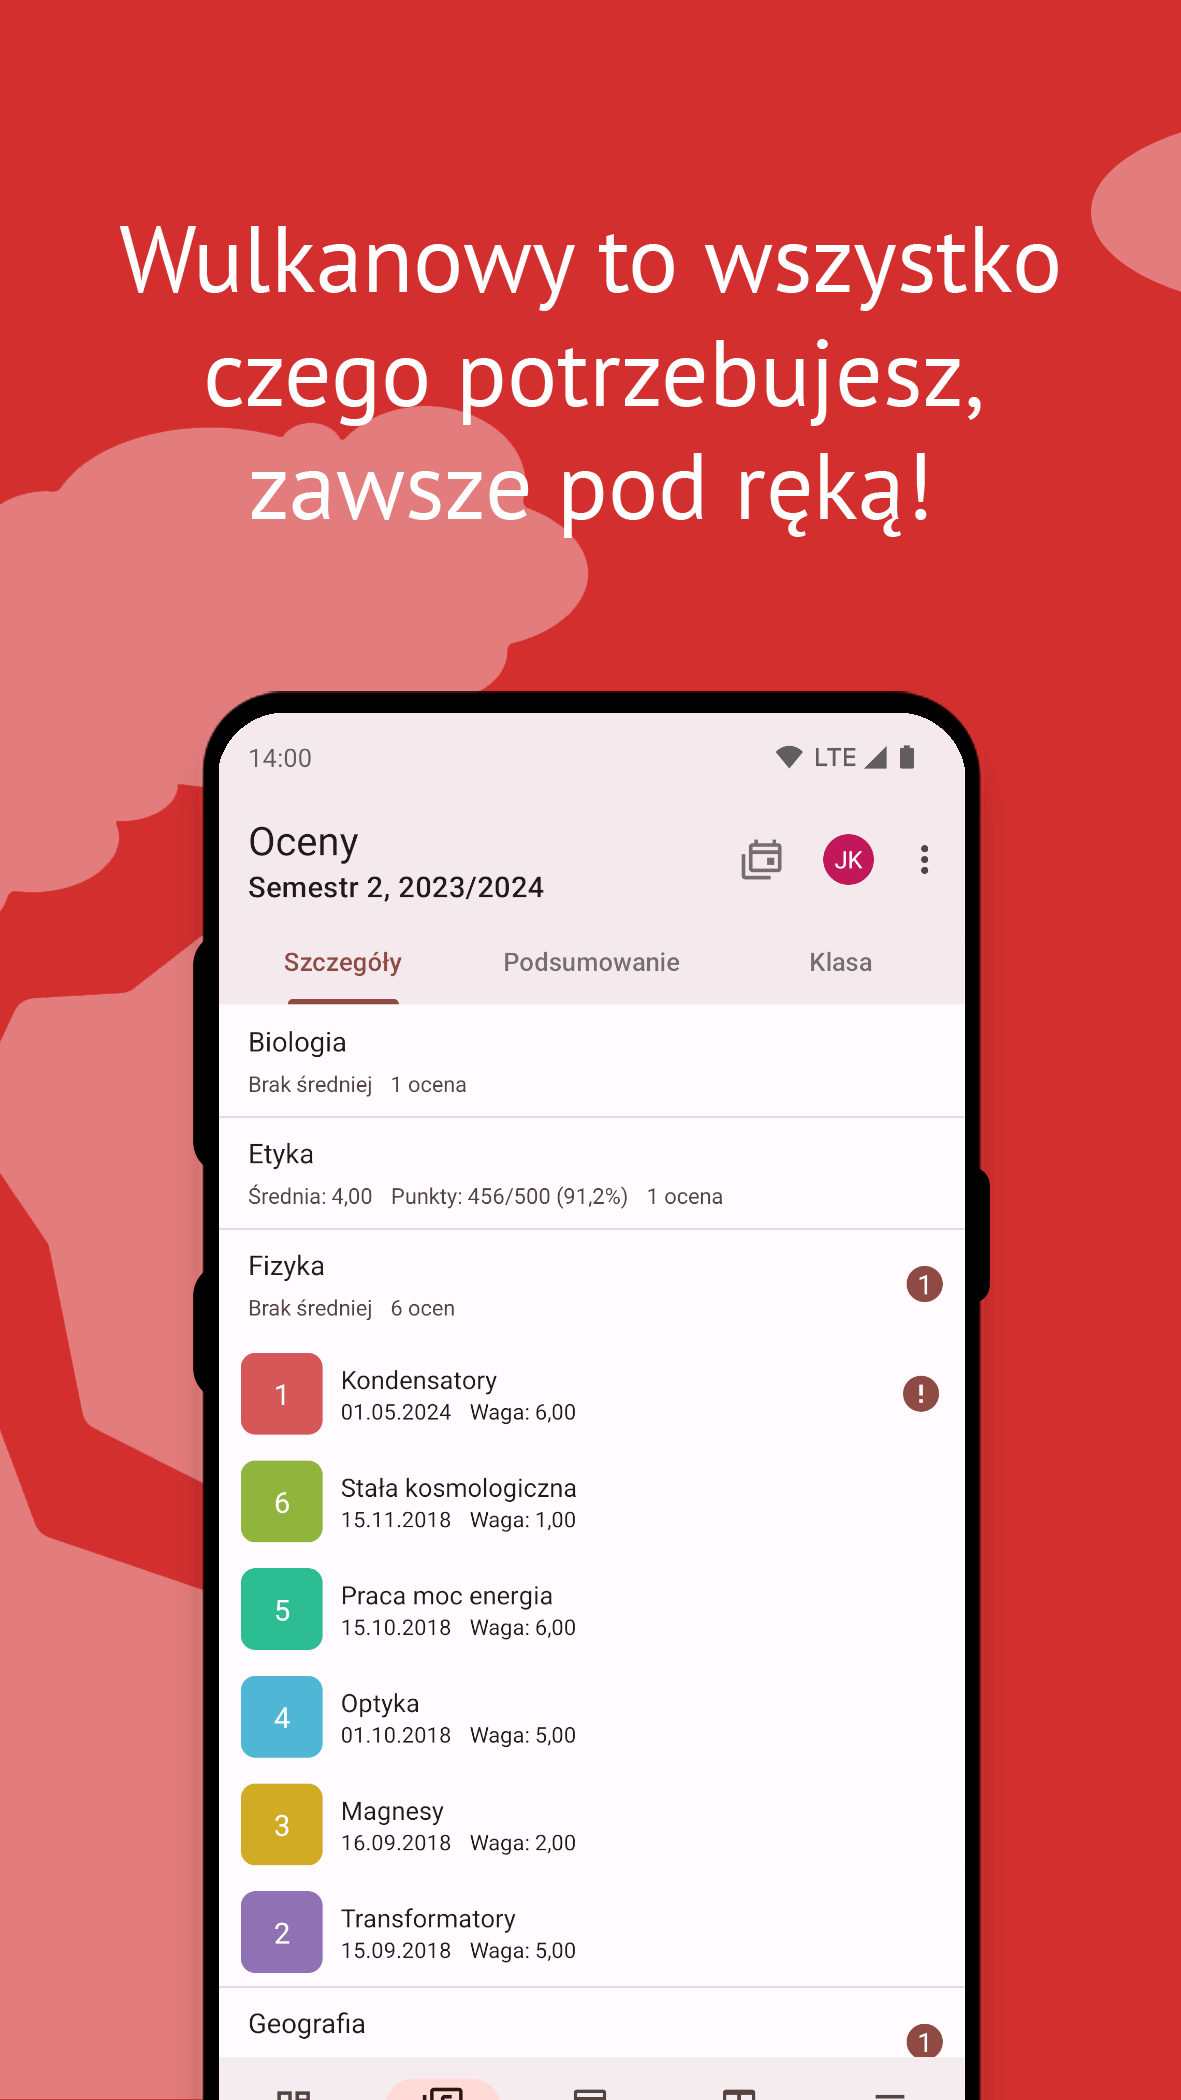 Wulkanowy to wszystko
czego potrzebujesz,
zawsze pod ręką!
14:00 LTE
Oceny
Semestr 2, 2023/2024
JK
Szczegóły Podsumowanie Klasa
Biologia
Brak średniej 1 ocena
Etyka
Średnia: 4,00 Punkty: 456/500 (91,2%) 1 ocena
Fizyka
1
Brak średniej 6 ocen
1
Kondensatory
01.05.2024 Waga: 6,00
!
6
Stała kosmologiczna
15.11.2018 Waga: 1,00
5
Praca moc energia
15.10.2018 Waga: 6,00
4
Optyka
01.10.2018 Waga: 5,00
3
Magnesy
16.09.2018 Waga: 2,00
2
Transformatory
15.09.2018 Waga: 5,00
Geografia
1